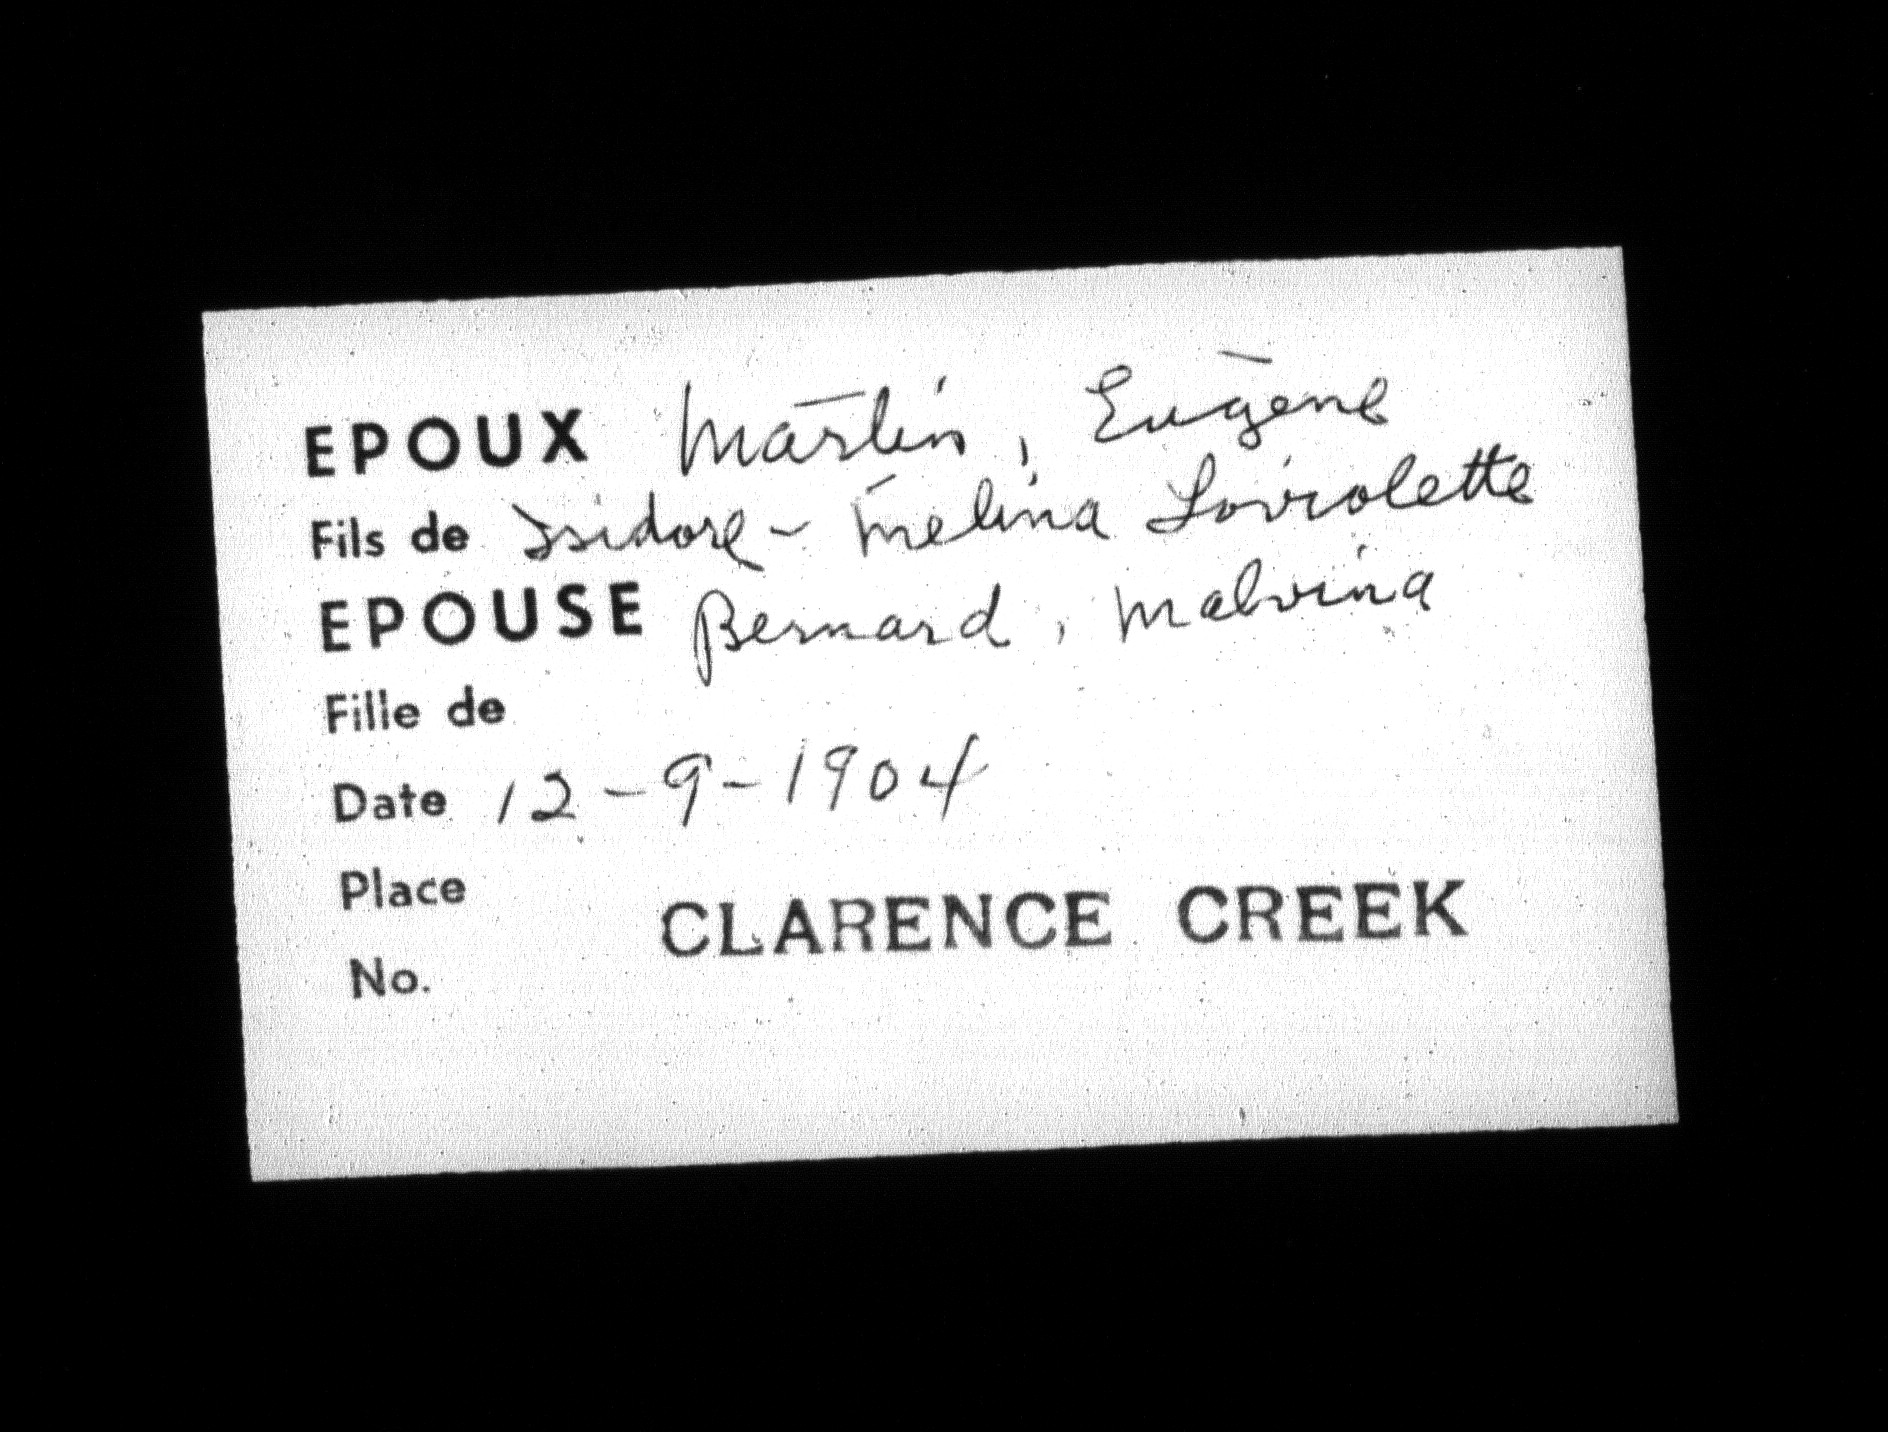 EPOUX Martin, Eugène
Fils de Isidore - Mélina Laviolette
EPOUSE Bernard, Malvina
Fille de
Date 12-9-1904
Place
CLARENCE CREEK
No.